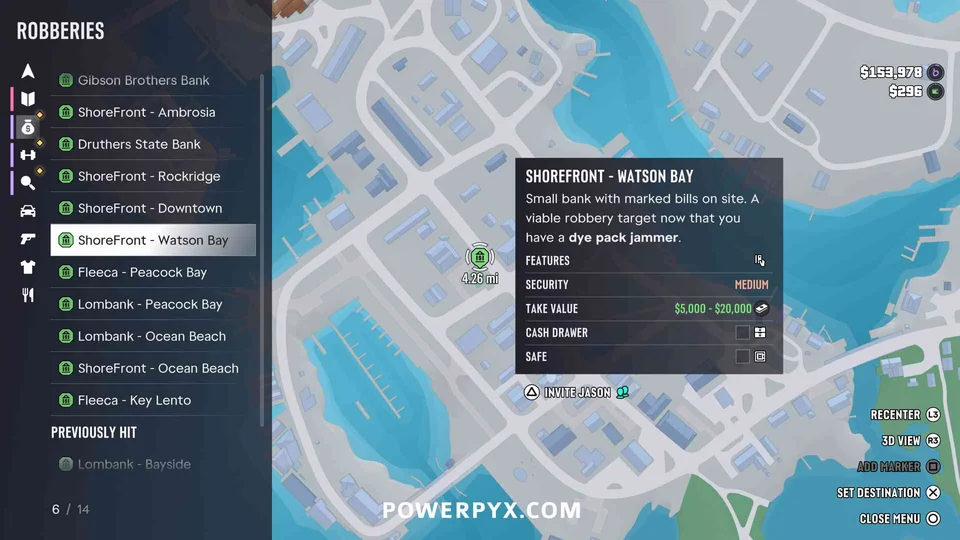 ROBBERIES
Gibson Brothers Bank
ShoreFront - Ambrosia
Druthers State Bank
ShoreFront - Rockridge
ShoreFront - Downtown
ShoreFront - Watson Bay
Fleeca - Peacock Bay
Lombank - Peacock Bay
Lombank - Ocean Beach
ShoreFront - Ocean Beach
Fleeca - Key Lento
PREVIOUSLY HIT
Lombank - Bayside
6 / 14
$153,978
$296
4.26 mi
SHOREFRONT - WATSON BAY
Small bank with marked bills on site. A
viable robbery target now that you
have a dye pack jammer.
FEATURES
SECURITY MEDIUM
TAKE VALUE $5,000 - $20,000
CASH DRAWER
SAFE
INVITE JASON
RECENTER L3
3D VIEW R3
ADD MARKER
SET DESTINATION
CLOSE MENU
POWERPYX.COM